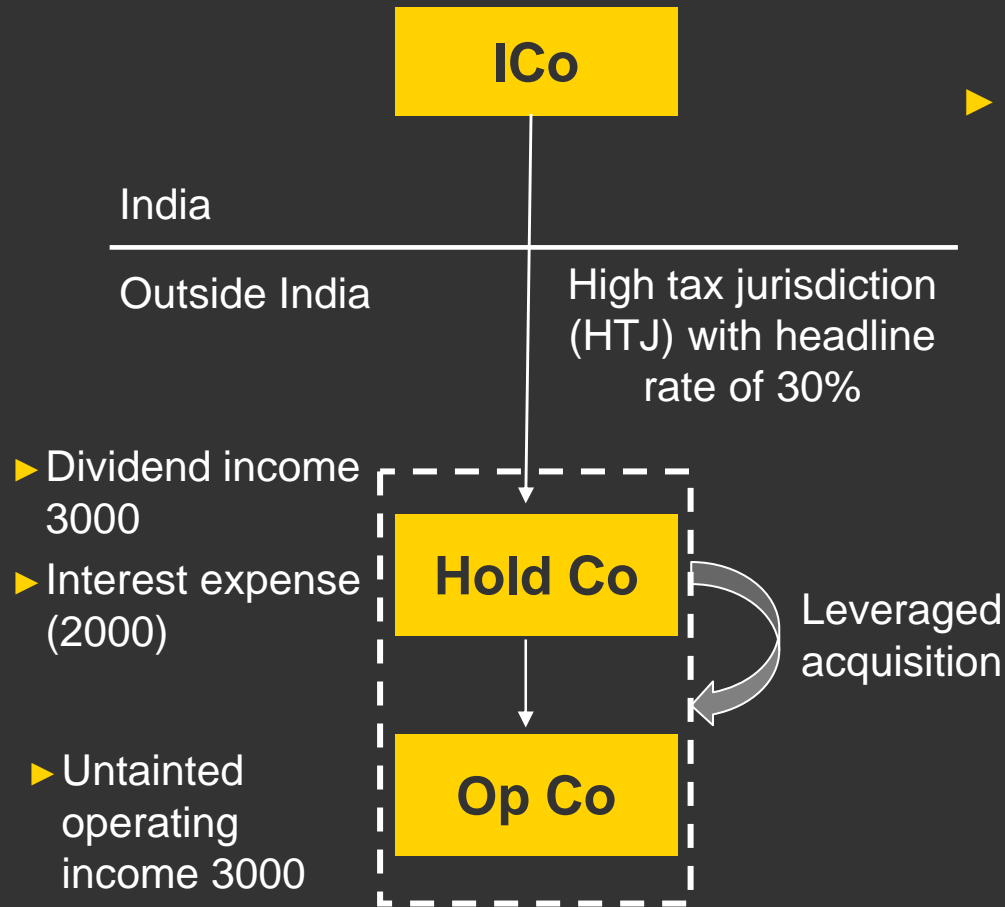 ICo
►
India
Outside India
High tax jurisdiction
(HTJ) with headline
rate of 30%
► Dividend income
3000
► Interest expense
(2000)
Hold Co
Leveraged
acquisition
► Untainted
operating
income 3000
Op Co